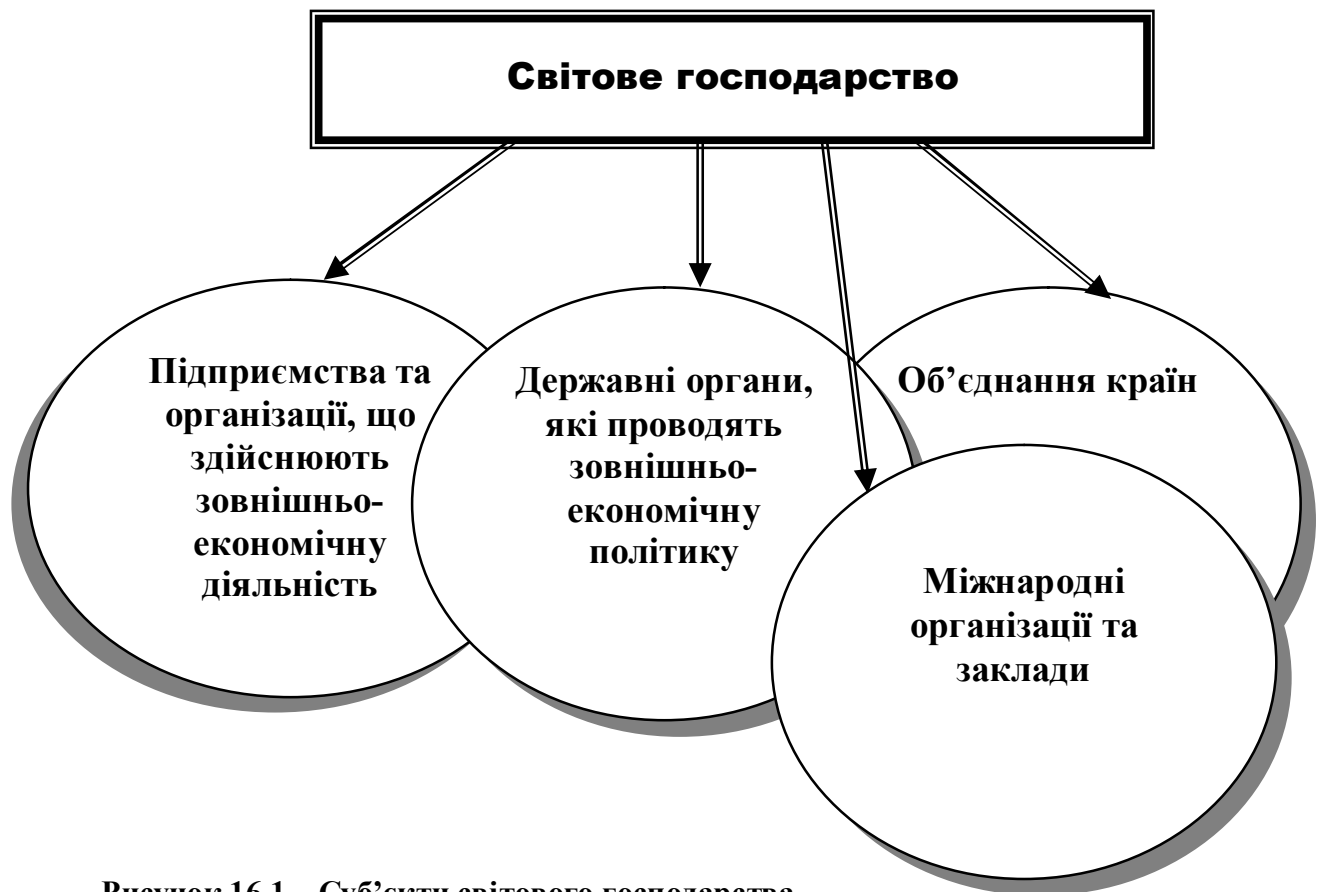 Світове господарство
Підприємства та
організації, що
здійснюють
зовнішньо-
економічну
діяльність
Державні органи,
які проводять
зовнішньо-
економічну
політику
Об’єднання країн
Міжнародні
організації та
заклади
Рисунок 16.1 – Суб’єкти світового господарства